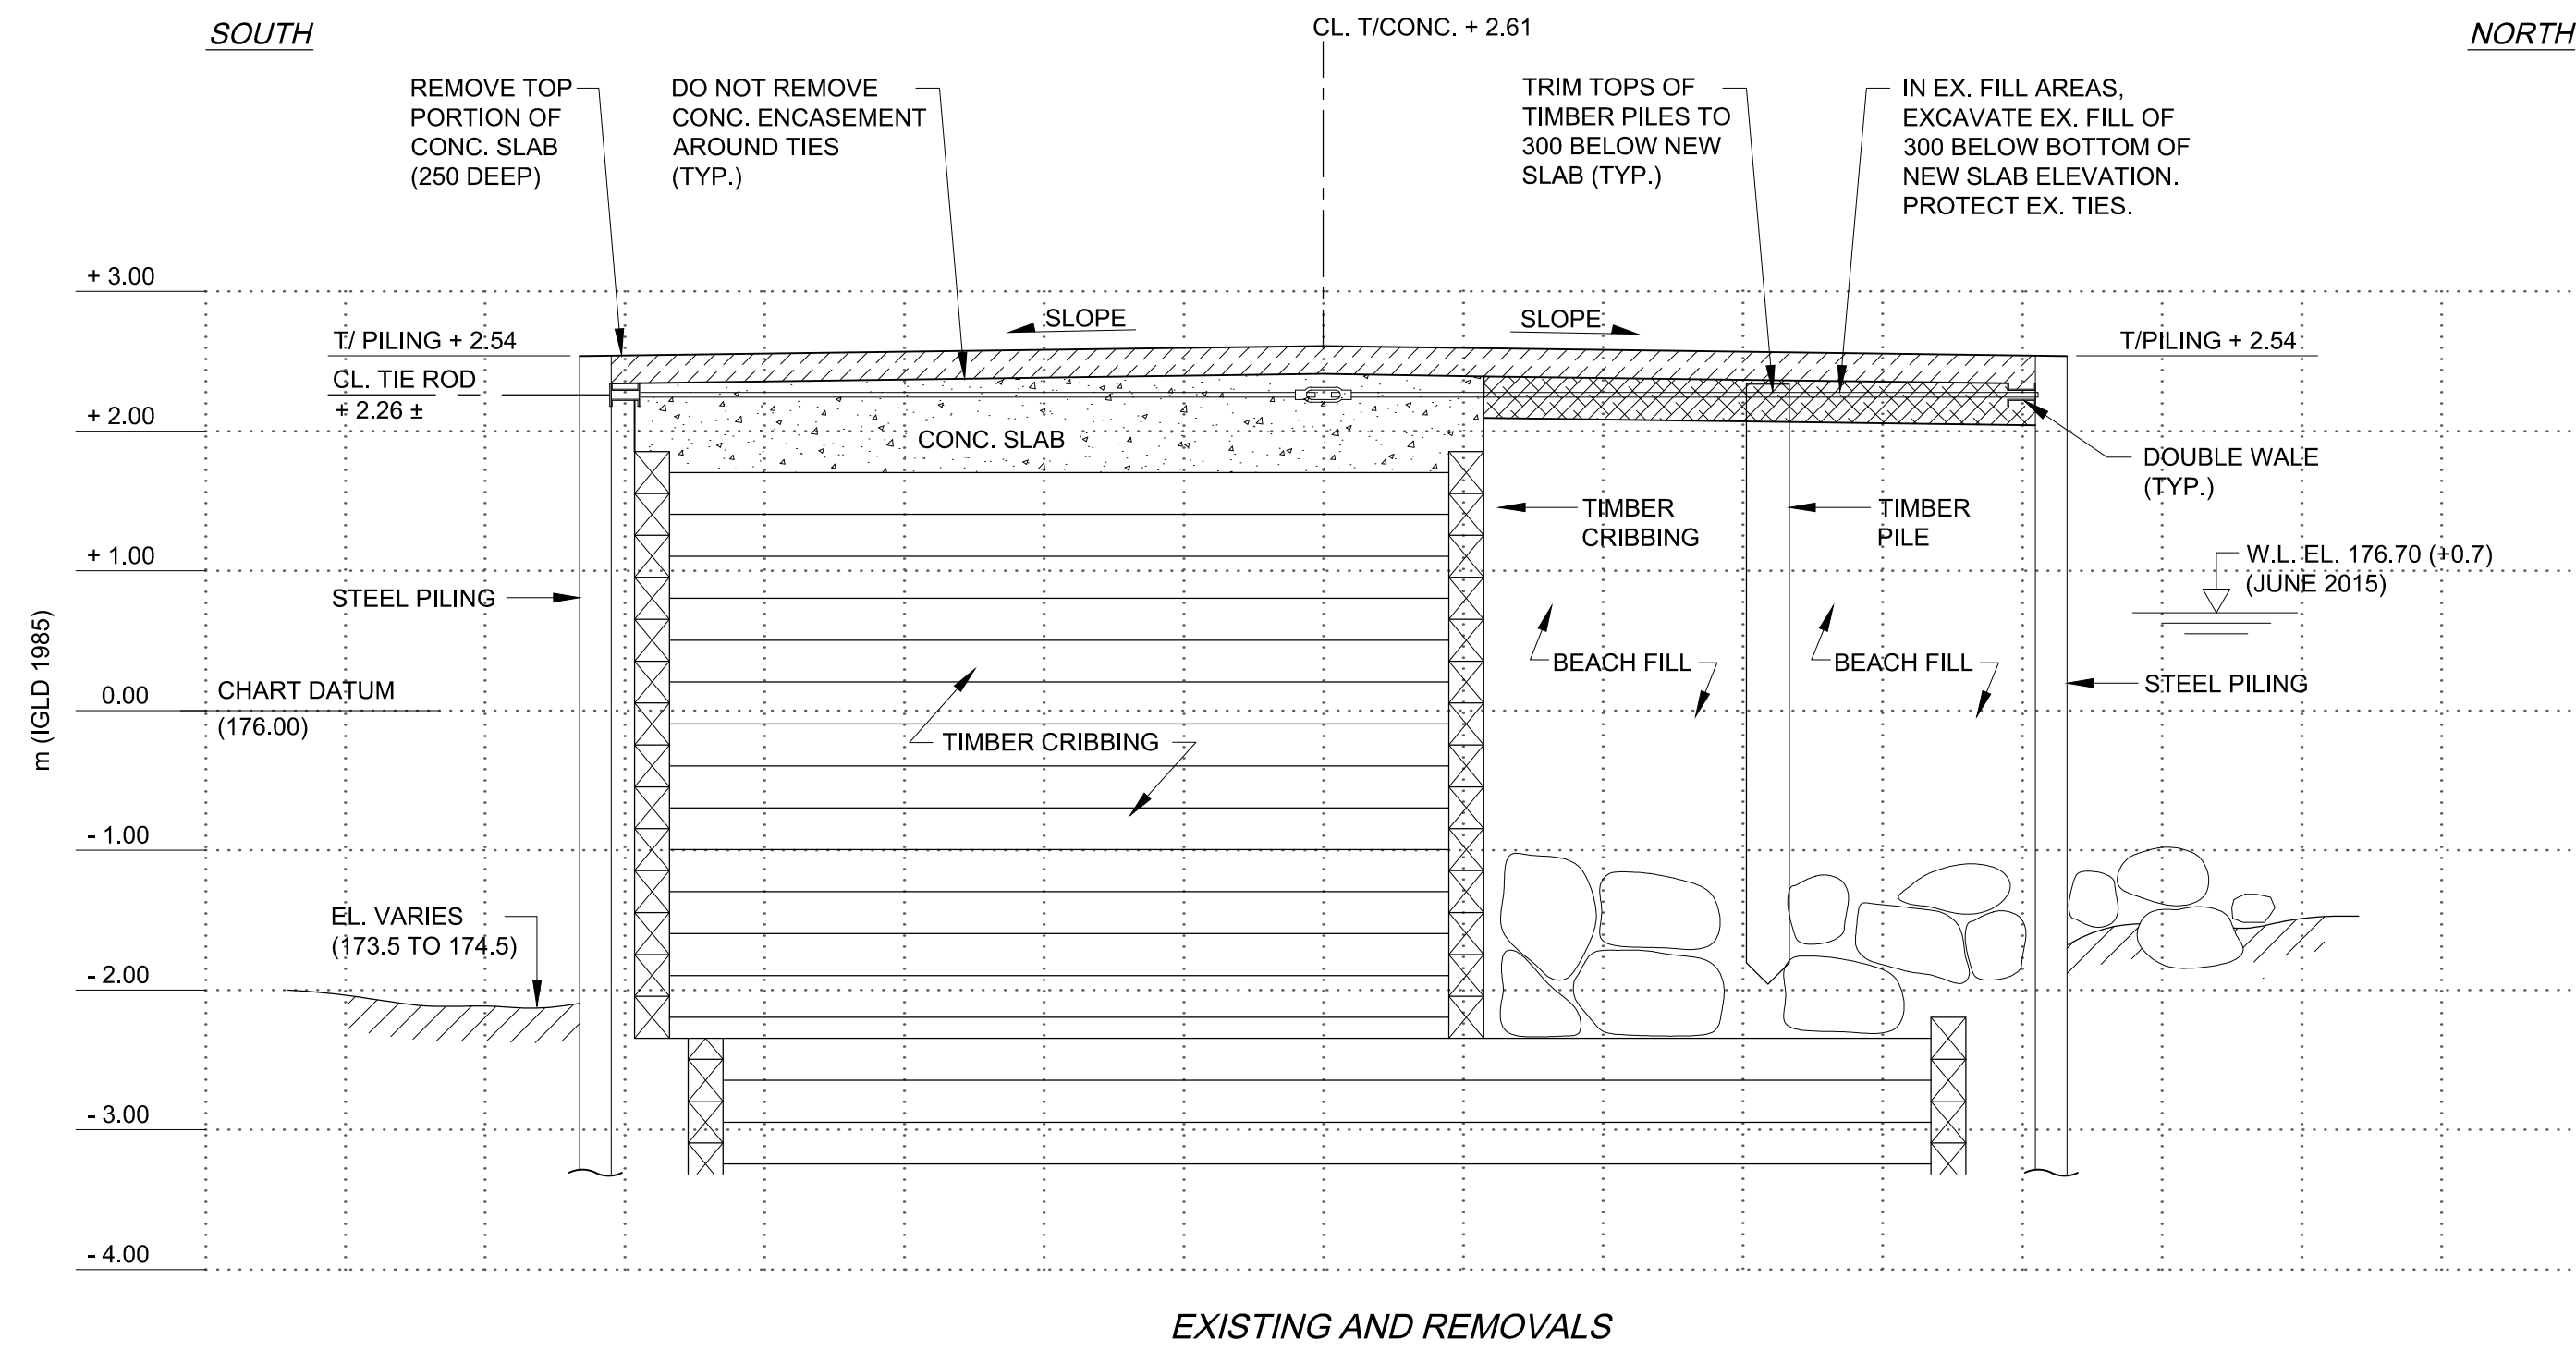 SOUTH
CL. T/CONC. + 2.61
NORTH
REMOVE TOP
PORTION OF
CONC. SLAB
(250 DEEP)
DO NOT REMOVE
CONC. ENCASEMENT
AROUND TIES
(TYP.)
TRIM TOPS OF
TIMBER PILES TO
300 BELOW NEW
SLAB (TYP.)
IN EX. FILL AREAS,
EXCAVATE EX. FILL OF
300 BELOW BOTTOM OF
NEW SLAB ELEVATION.
PROTECT EX. TIES.
+ 3.00
SLOPE
SLOPE
T/ PILING + 2.54
T/PILING + 2.54
CL. TIE ROD
+ 2.26 ±
+ 2.00
CONC. SLAB
DOUBLE WALE
(TYP.)
TIMBER
CRIBBING
TIMBER
PILE
+ 1.00
W.L. EL. 176.70 (+0.7)
(JUNE 2015)
STEEL PILING
BEACH FILL
BEACH FILL
m (IGLD 1985)
0.00
CHART DATUM
(176.00)
STEEL PILING
TIMBER CRIBBING
- 1.00
EL. VARIES
(173.5 TO 174.5)
- 2.00
- 3.00
- 4.00
EXISTING AND REMOVALS